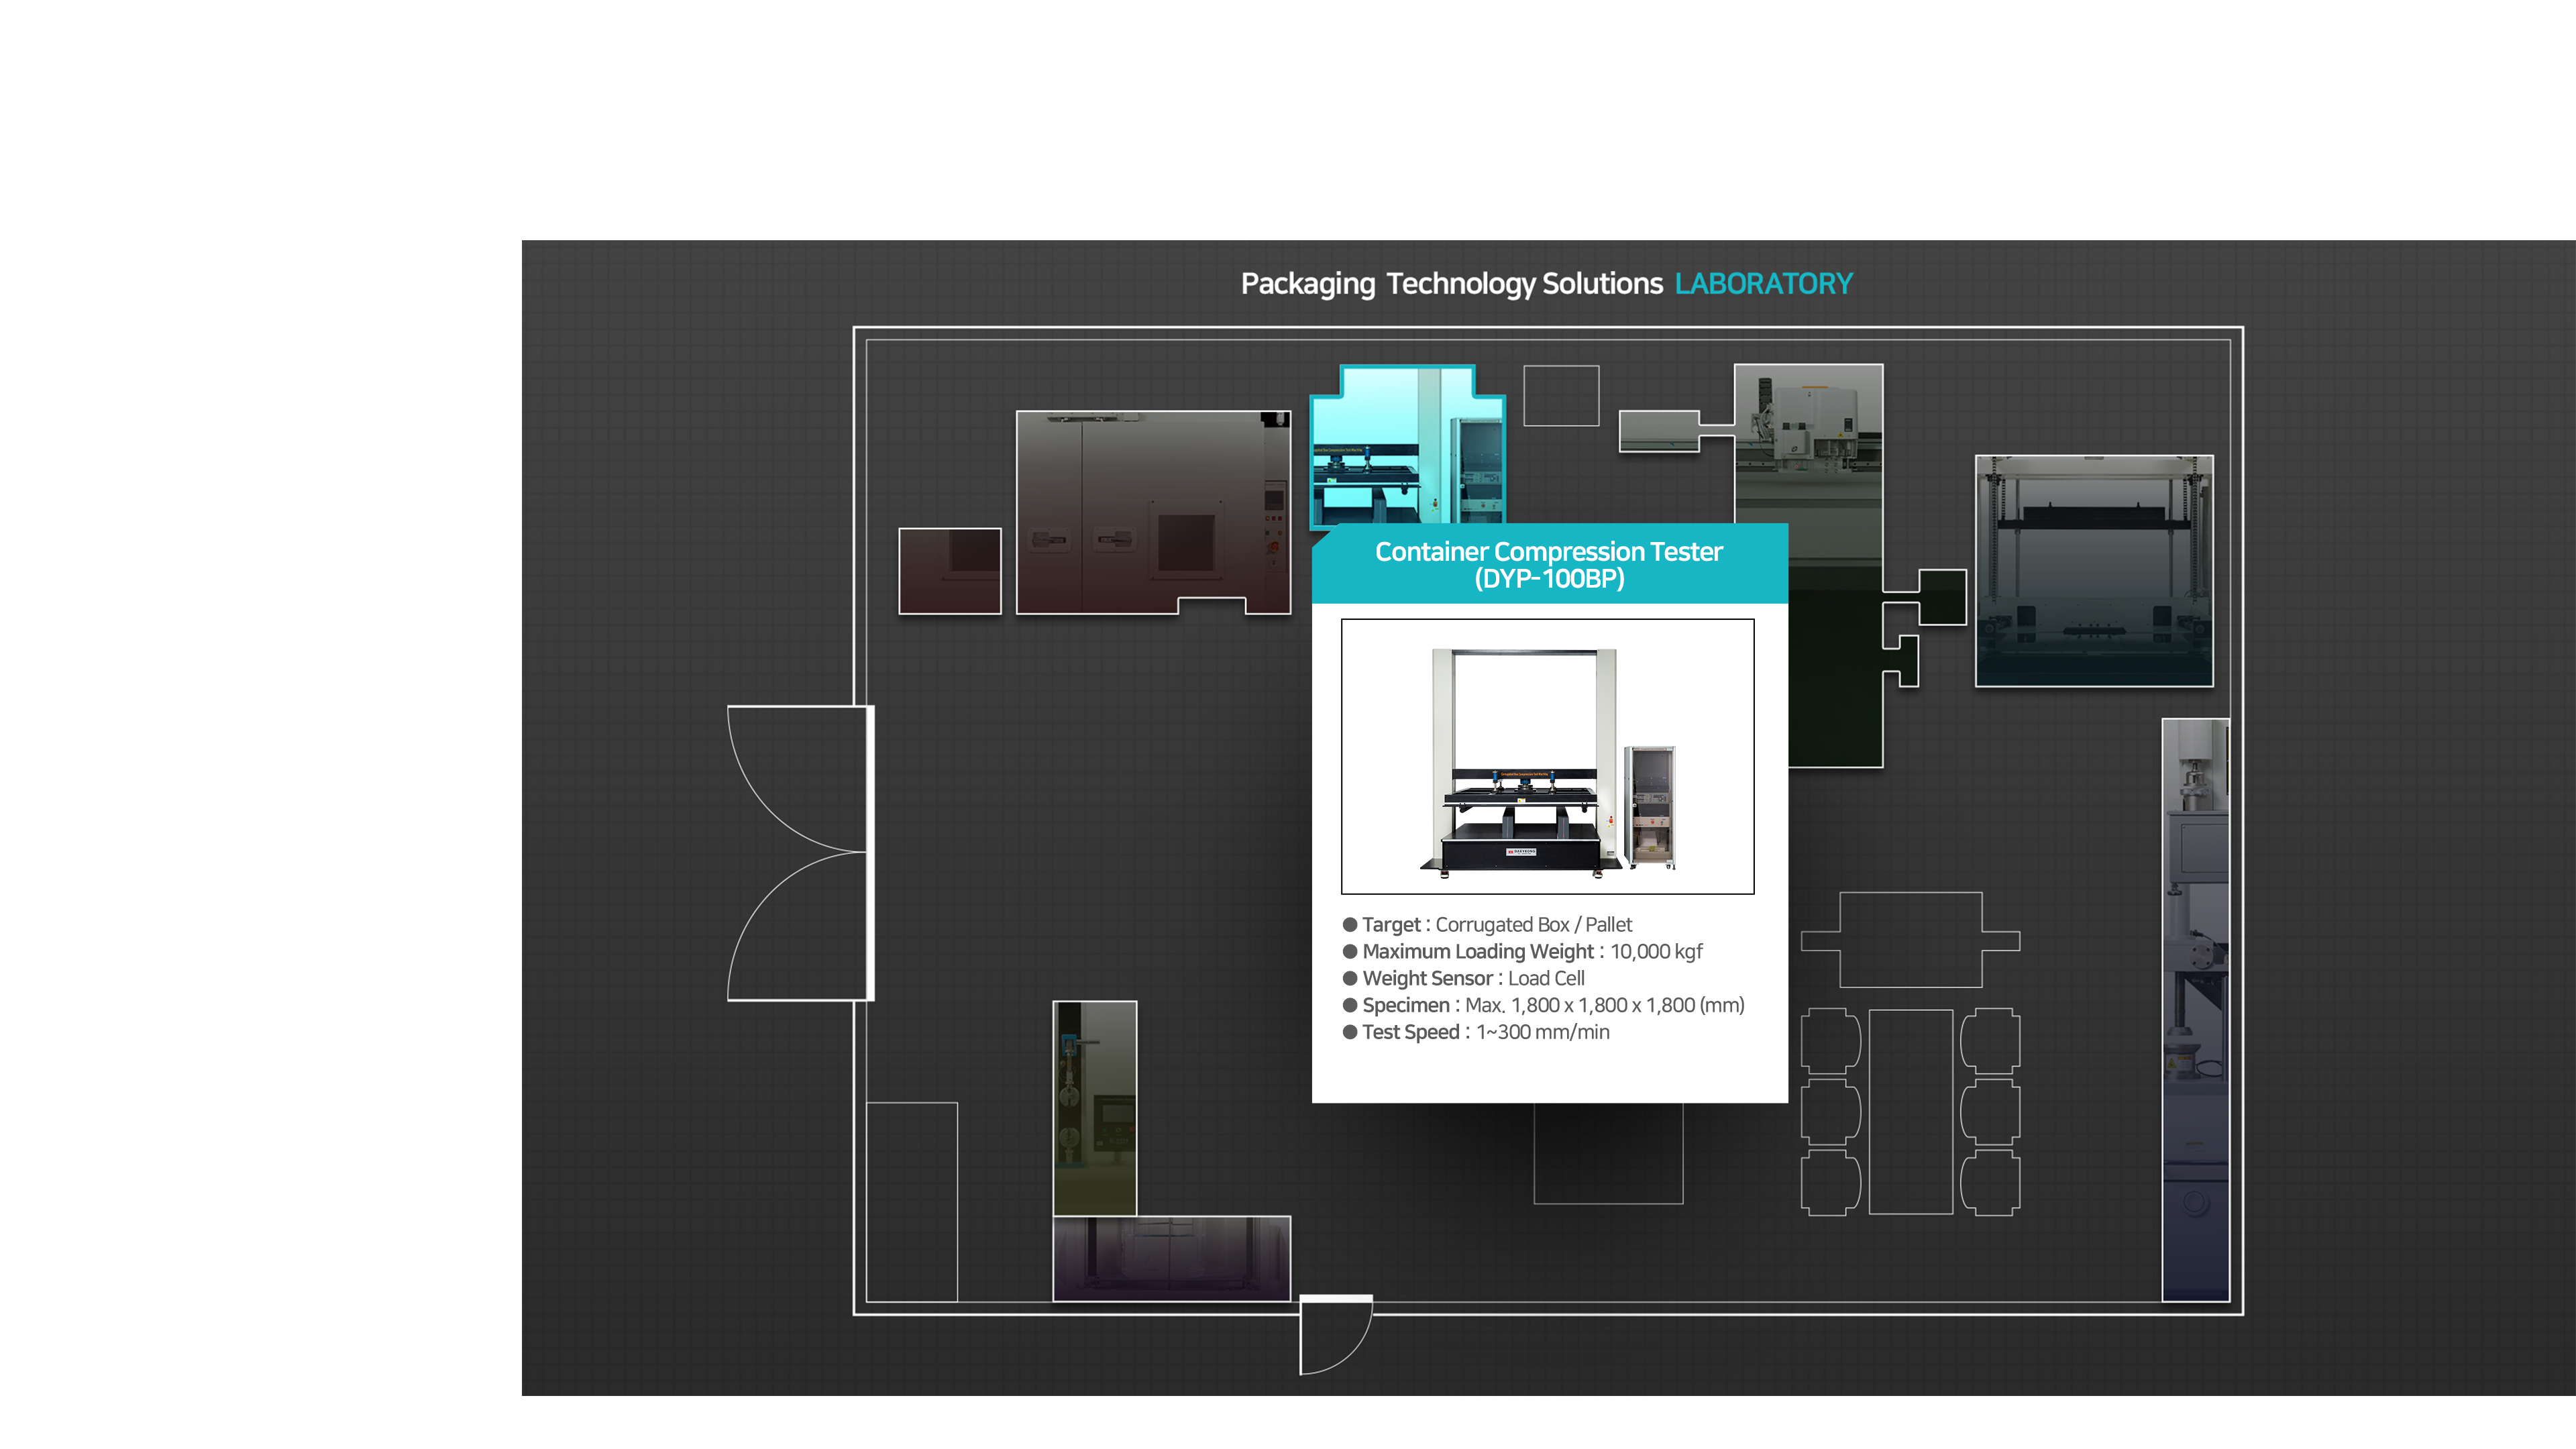 Packaging Technology Solutions LABORATORY
Container Compression Tester
(DYP-100BP)
● Target : Corrugated Box / Pallet
● Maximum Loading Weight : 10,000 kgf
● Weight Sensor : Load Cell
● Specimen : Max. 1,800 x 1,800 x 1,800 (mm)
● Test Speed : 1~300 mm/min